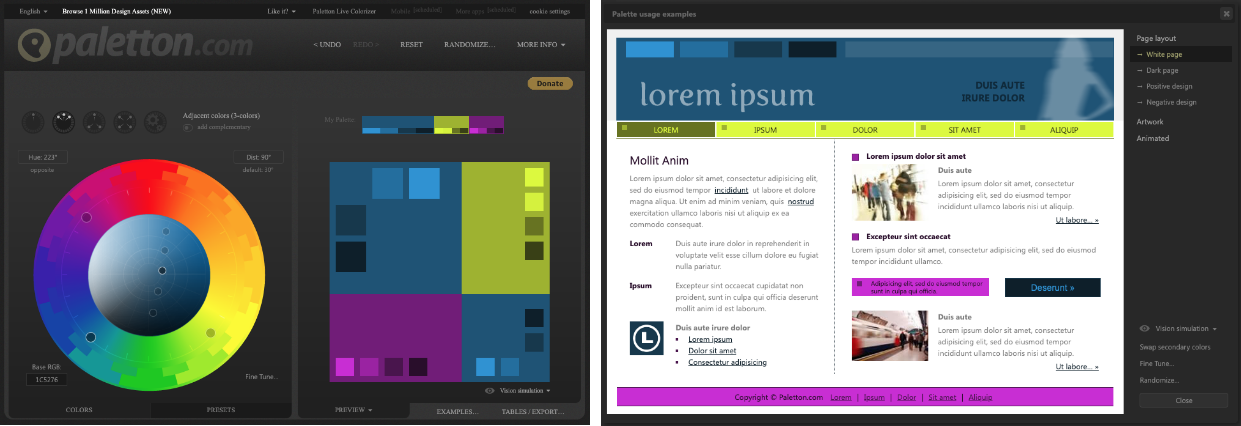 English
Browse 1 Million Design Assets (NEW)
Like it?
Paletton Live Colorizer
Mobile
More apps
cookie settings
paletton.com
< UNDO
REDO >
RESET
RANDOMIZE...
MORE INFO
Donate
Adjacent colors (3-colors)
add complementary
My Palette:
Hue: 223°
opposite
Dist: 90°
default: 20°
Base RGB:
1C5276
Fine Tune...
Vision simulation
COLORS
PRESETS
PREVIEW
EXAMPLES...
TABLES / EXPORT...
Palette usage examples
lorem ipsum
DUIS AUTE
IRURE DOLOR
LOREM
IPSUM
DOLOR
SIT AMET
ALIQUIP
Mollit Anim
Lorem ipsum dolor sit amet, consectetur adipisicing elit,
sed do eiusmod tempor incididunt ut labore et dolore
magna aliqua. Ut enim ad minim veniam, quis nostrud
exercitation ullamco laboris nisi ut aliquip ex ea
commodo consequat.
Lorem
Duis aute irure dolor in reprehenderit in
voluptate velit esse cillum dolore eu fugiat
nulla pariatur.
Ipsum
Excepteur sint occaecat cupidatat non
proident, sunt in culpa qui officia deserunt
mollit anim id est laborum.
Duis aute irure dolor
Lorem ipsum
Dolor sit amet
Consectetur adipisicing
Lorem ipsum dolor sit amet
Duis aute
Lorem ipsum dolor sit amet, consectetur
adipisicing elit, sed do eiusmod tempor
incididunt ullamco laboris nisi ut aliquip.
Ut labore... »
Excepteur sint occaecat
Lorem ipsum dolor sit amet, consectetur adipisicing elit, sed do eiusmod
tempor incididunt ullamco.
Adipisicing elit, sed do eiusmod tempor
sunt in culpa qui officia.
Deserunt »
Duis aute
Lorem ipsum dolor sit amet, consectetur
adipisicing elit, sed do eiusmod tempor
incididunt ullamco laboris nisi ut aliquip.
Ut labore... »
Copyright © Paletton.com Lorem | Ipsum | Dolor | Sit amet | Aliquip
Page layout
→ White page
→ Dark page
→ Positive design
→ Negative design
Artwork
Animated
Vision simulation
Swap secondary colors
Fine Tune...
Randomize...
Close